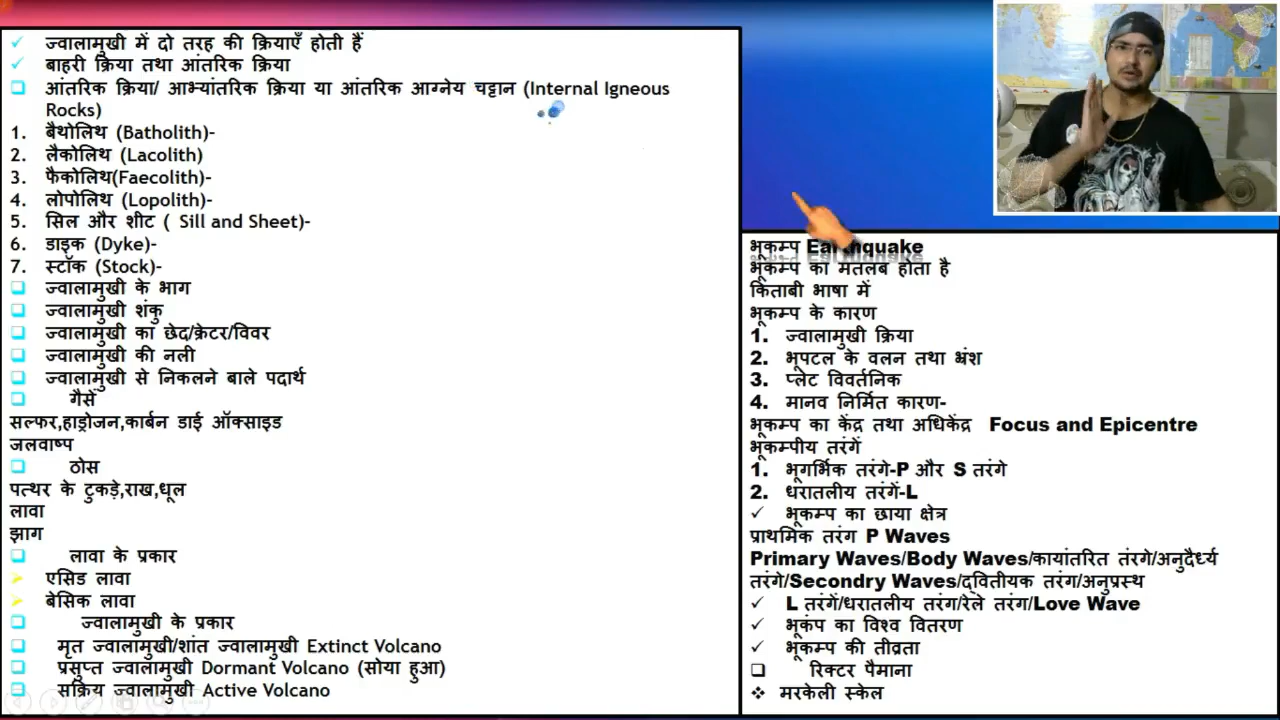 ज्वालामुखी में दो तरह की क्रियाएँ होती हैं
बाहरी क्रिया तथा आंतरिक क्रिया
आंतरिक क्रिया/ आभ्यांतरिक क्रिया या आंतरिक आग्नेय चट्टान (Internal Igneous
Rocks)
1. बैथोलिथ (Batholith)-
2. लैकोलिथ (Lacolith)
3. फैकोलिथ(Faecolith)-
4. लोपोलिथ (Lopolith)-
5. सिल और शीट ( Sill and Sheet)-
6. डाइक (Dyke)-
7. स्टॉक (Stock)-
ज्वालामुखी के भाग
ज्वालामुखी शंकु
ज्वालामुखी का छेद/क्रेटर/विवर
ज्वालामुखी की नली
ज्वालामुखी से निकलने बाले पदार्थ
गैसें
सल्फर,हाड्रोजन,कार्बन डाई ऑक्साइड
जलवाष्प
ठोस
पत्थर के टुकड़े,राख,धूल
लावा
झाग
लावा के प्रकार
एसिड लावा
बेसिक लावा
ज्वालामुखी के प्रकार
मृत ज्वालामुखी/शांत ज्वालामुखी Extinct Volcano
प्रसुप्त ज्वालामुखी Dormant Volcano (सोया हुआ)
सक्रिय ज्वालामुखी Active Volcano
भूकम्प Earthquake
भूकम्प का मतलब होता है
किताबी भाषा में
भूकम्प के कारण
1. ज्वालामुखी क्रिया
2. भूपटल के वलन तथा भ्रंश
3. प्लेट विवर्तनिक
4. मानव निर्मित कारण-
भूकम्प का केंद्र तथा अधिकेंद्र Focus and Epicentre
भूकम्पीय तरंगें
1. भूगर्भिक तरंगे-P और S तरंगे
2. धरातलीय तरंगें-L
भूकम्प का छाया क्षेत्र
प्राथमिक तरंग P Waves
Primary Waves/Body Waves/कायांतरित तंरगे/अनुदैर्ध्य
तरंगे/Secondry Waves/द्वितीयक तरंग/अनुप्रस्थ
L तरंगें/धरातलीय तरंग/रेले तरंग/Love Wave
भूकंप का विश्व वितरण
भूकम्प की तीव्रता
रिक्टर पैमाना
मरकेली स्केल